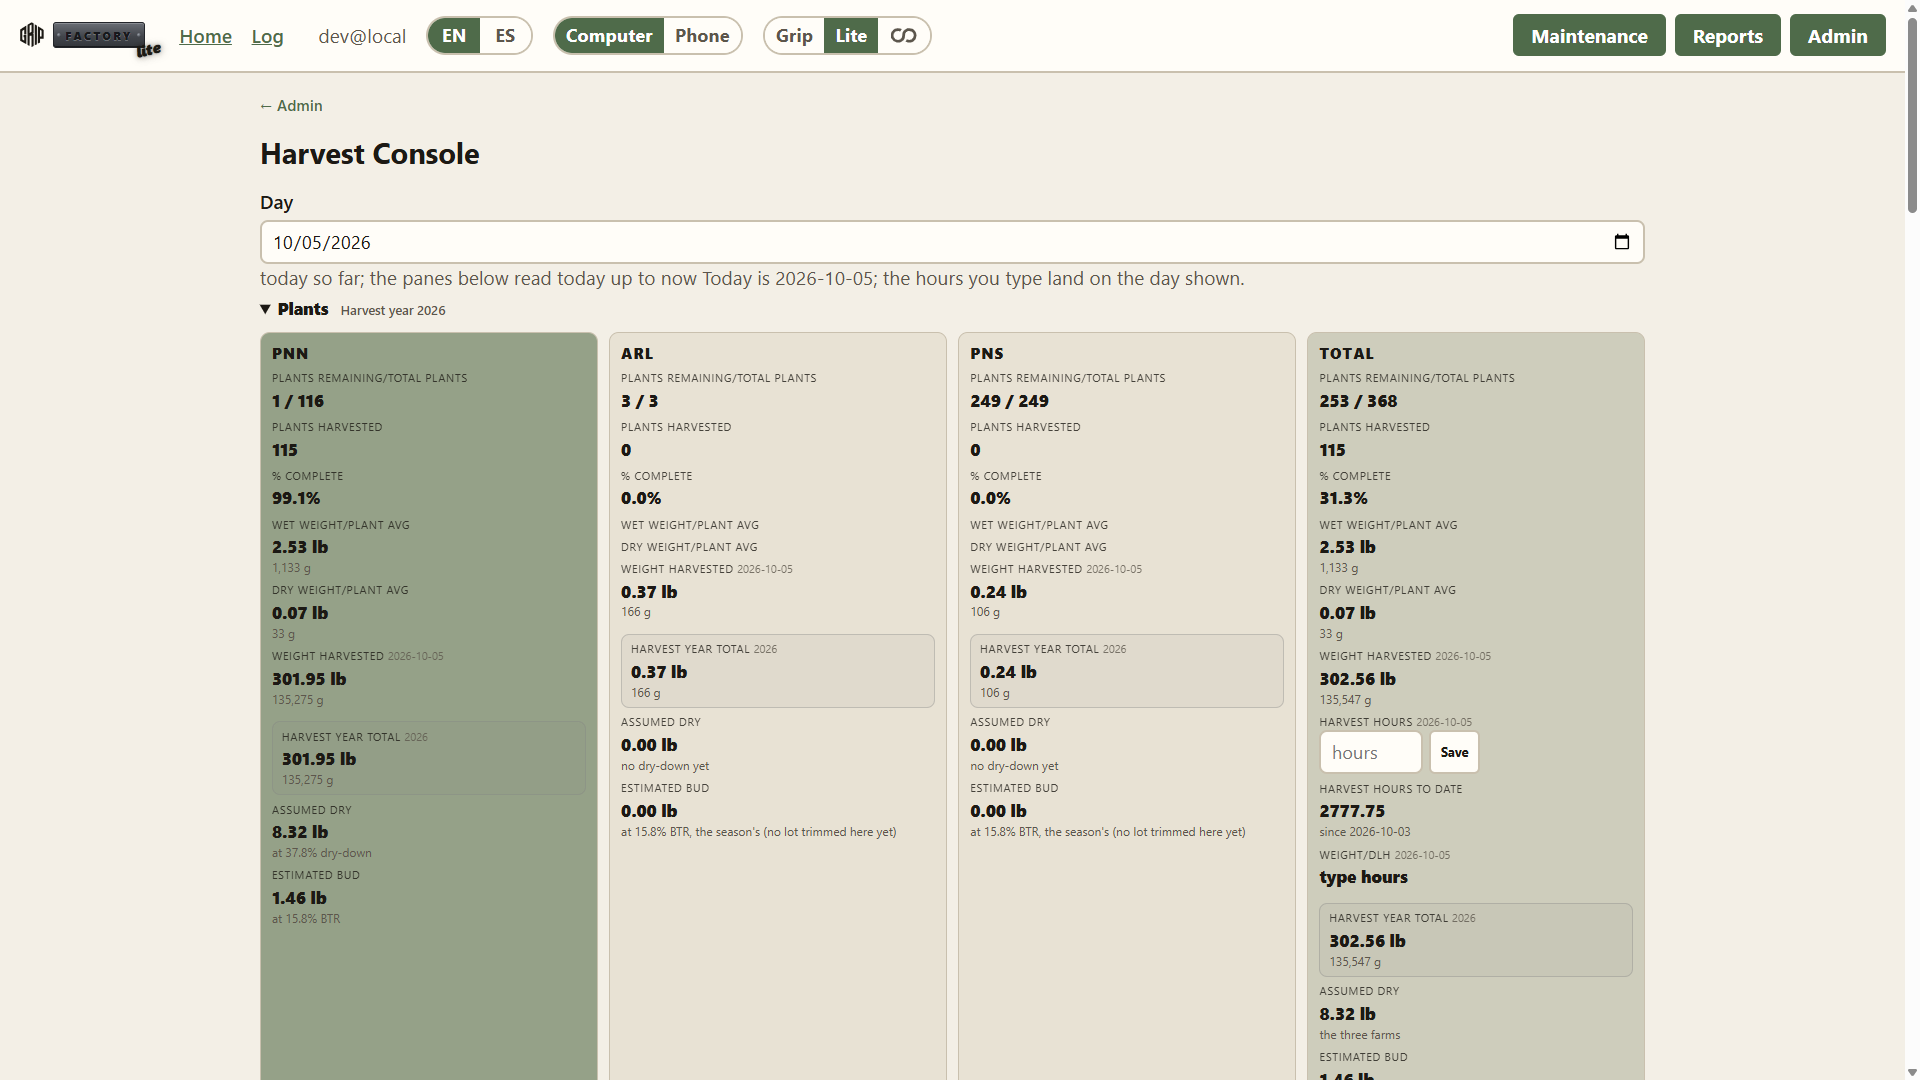 GRIP FACTORY lite Home Log dev@local EN ES Computer Phone Grip Lite Maintenance Reports Admin
← Admin
Harvest Console
Day
10/05/2026
today so far; the panes below read today up to now Today is 2026-10-05; the hours you type land on the day shown.
▼ Plants Harvest year 2026
PNN
PLANTS REMAINING/TOTAL PLANTS
1 / 116
PLANTS HARVESTED
115
% COMPLETE
99.1%
WET WEIGHT/PLANT AVG
2.53 lb
1,133 g
DRY WEIGHT/PLANT AVG
0.07 lb
33 g
WEIGHT HARVESTED 2026-10-05
301.95 lb
135,275 g
HARVEST YEAR TOTAL 2026
301.95 lb
135,275 g
ASSUMED DRY
8.32 lb
at 37.8% dry-down
ESTIMATED BUD
1.46 lb
at 15.8% BTR
ARL
PLANTS REMAINING/TOTAL PLANTS
3 / 3
PLANTS HARVESTED
0
% COMPLETE
0.0%
WET WEIGHT/PLANT AVG
DRY WEIGHT/PLANT AVG
WEIGHT HARVESTED 2026-10-05
0.37 lb
166 g
HARVEST YEAR TOTAL 2026
0.37 lb
166 g
ASSUMED DRY
0.00 lb
no dry-down yet
ESTIMATED BUD
0.00 lb
at 15.8% BTR, the season's (no lot trimmed here yet)
PNS
PLANTS REMAINING/TOTAL PLANTS
249 / 249
PLANTS HARVESTED
0
% COMPLETE
0.0%
WET WEIGHT/PLANT AVG
DRY WEIGHT/PLANT AVG
WEIGHT HARVESTED 2026-10-05
0.24 lb
106 g
HARVEST YEAR TOTAL 2026
0.24 lb
106 g
ASSUMED DRY
0.00 lb
no dry-down yet
ESTIMATED BUD
0.00 lb
at 15.8% BTR, the season's (no lot trimmed here yet)
TOTAL
PLANTS REMAINING/TOTAL PLANTS
253 / 368
PLANTS HARVESTED
115
% COMPLETE
31.3%
WET WEIGHT/PLANT AVG
2.53 lb
1,133 g
DRY WEIGHT/PLANT AVG
0.07 lb
33 g
WEIGHT HARVESTED 2026-10-05
302.56 lb
135,547 g
HARVEST HOURS 2026-10-05
hours Save
HARVEST HOURS TO DATE
2777.75
since 2026-10-03
WEIGHT/DLH 2026-10-05
type hours
HARVEST YEAR TOTAL 2026
302.56 lb
135,547 g
ASSUMED DRY
8.32 lb
the three farms
ESTIMATED BUD
1.46 lb